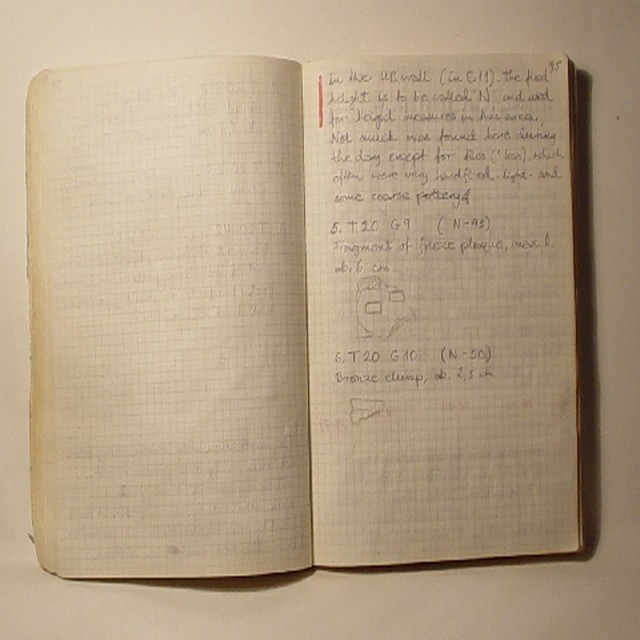 95
In the wall (in E11). the fixed
height is to be called N, and used
for height measures in this area.
Not much was found here during
the day except for tiles, which
often were very hard fired, light- and
some coarse pottery.
5. T20 G9 (N-43)
Fragment of plaque, max l.
ab. 6 cm
6. T20 G10 (N-50)
Bronze clump, ab. 2,5 cm